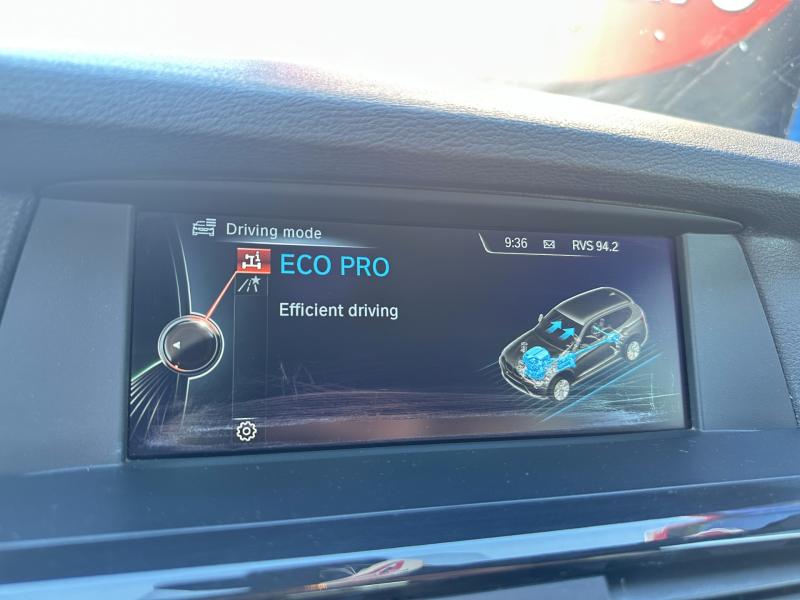 Driving mode
9:36 RVS 94.2
ECO PRO
Efficient driving